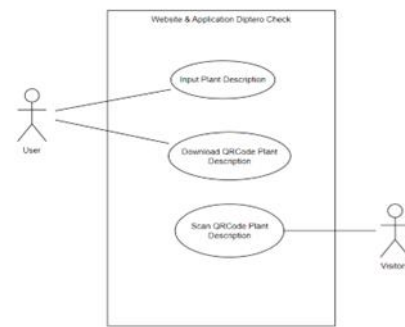 Website & Application Diptero Check
Input Plant Description
User
Download QRCode Plant
Description
Scan QRCode Plant
Description
Visitor